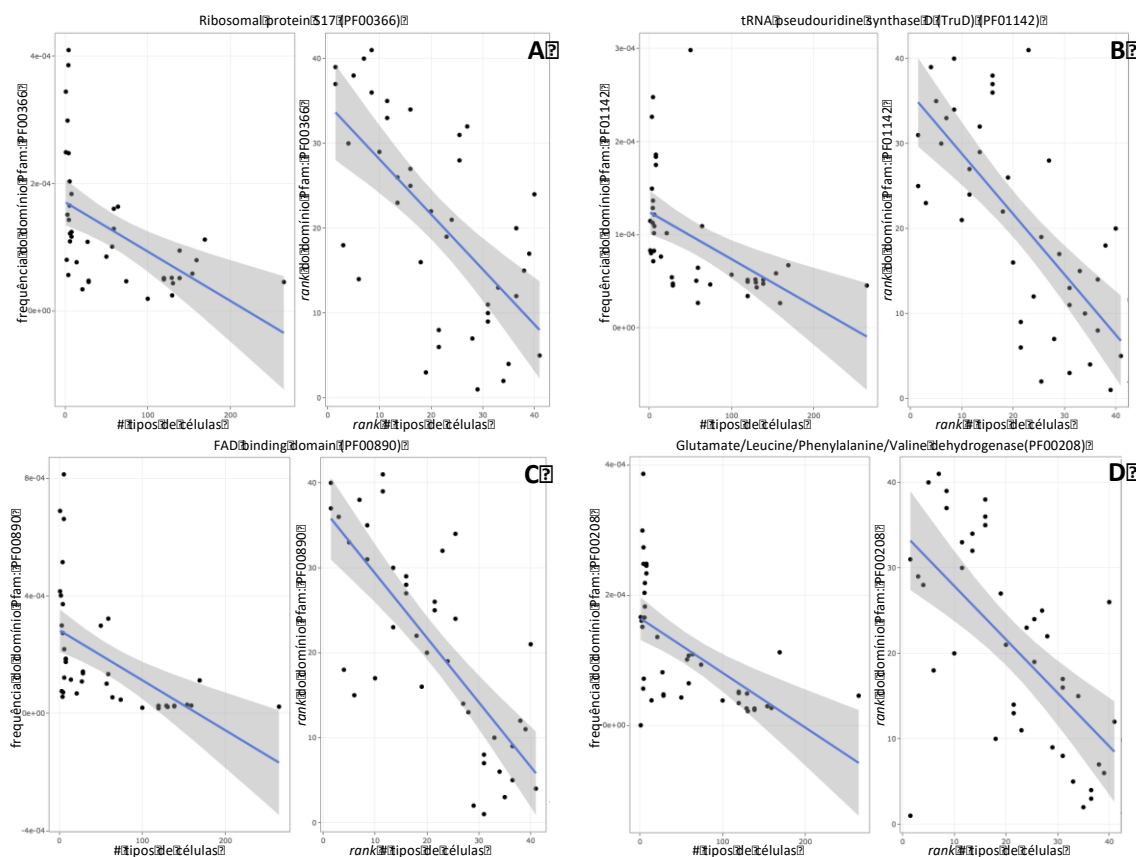 Ribosomal protein S17 (PF00366)
A
4e-04
2e-04
0e+00
frequência do domínio Pfam: PF00366
0 100 200
# tipos de células
40
30
20
10
0
rank do domínio Pfam: PF00366
0 10 20 30 40
rank # tipos de células
tRNA pseudouridine synthase D (TruD) (PF01142)
B
3e-04
2e-04
1e-04
0e+00
frequência do domínio Pfam: PF01142
0 100 200
# tipos de células
40
30
20
10
0
rank do domínio Pfam: PF01142
0 10 20 30 40
rank # tipos de células
FAD binding domain (PF00890)
C
8e-04
4e-04
0e+00
-4e-04
frequência do domínio Pfam: PF00890
0 100 200
# tipos de células
40
30
20
10
0
rank do domínio Pfam: PF00890
0 10 20 30 40
rank # tipos de células
Glutamate/Leucine/Phenylalanine/Valine dehydrogenase(PF00208)
D
4e-04
2e-04
0e+00
frequência do domínio Pfam: PF00208
0 100 200
# tipos de células
40
30
20
10
0
rank do domínio Pfam: PF00208
0 10 20 30 40
rank # tipos de células